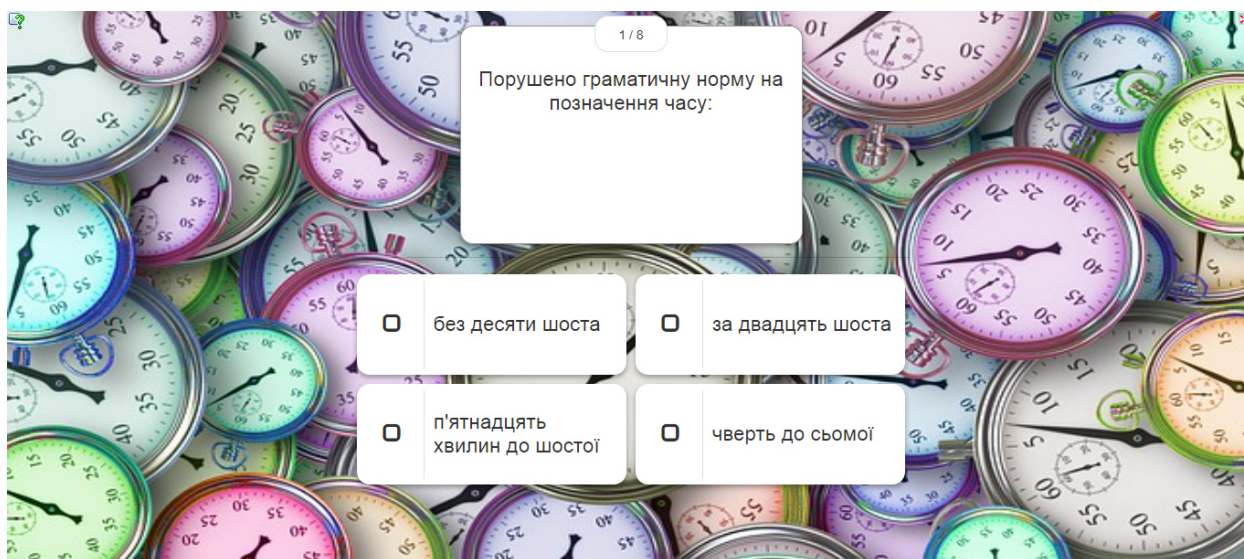 1 / 8
Порушено граматичну норму на
позначення часу:
без десяти шоста
за двадцять шоста
п'ятнадцять
хвилин до шостої
чверть до сьомої